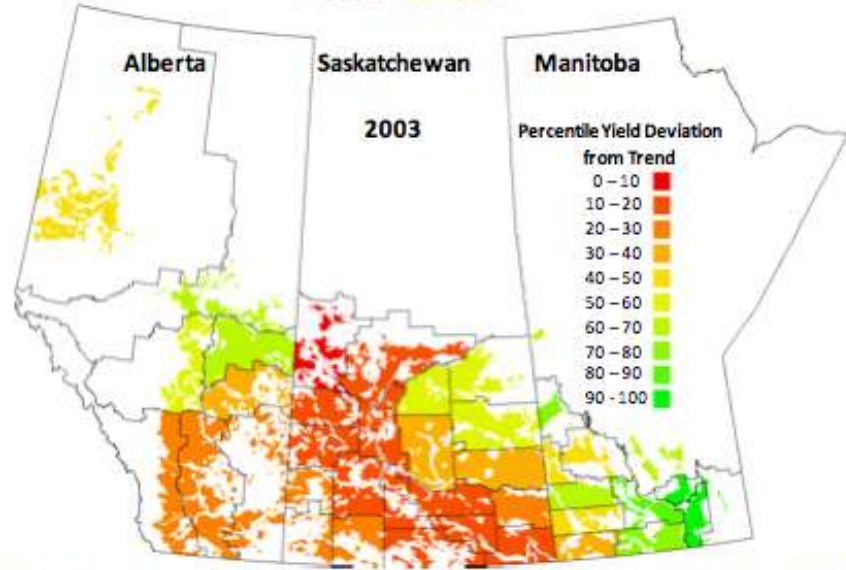 Alberta Saskatchewan Manitoba
2003
Percentile Yield Deviation
from Trend
0 – 10
10 – 20
20 – 30
30 – 40
40 – 50
50 – 60
60 – 70
70 – 80
80 – 90
90 - 100